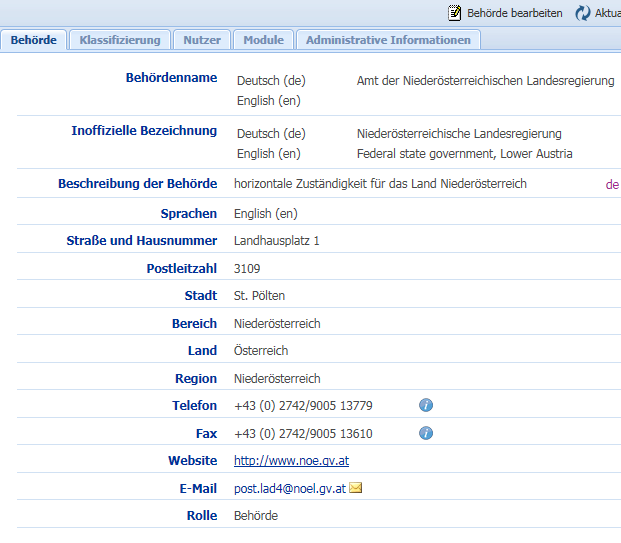 Behörde bearbeiten Aktua
Behörde Klassifizierung Nutzer Module Administrative Informationen
Behördenname Deutsch (de) Amt der Niederösterreichischen Landesregierung
English (en)
Inoffizielle Bezeichnung Deutsch (de) Niederösterreichische Landesregierung
English (en) Federal state government, Lower Austria
Beschreibung der Behörde horizontale Zuständigkeit für das Land Niederösterreich de
Sprachen English (en)
Straße und Hausnummer Landhausplatz 1
Postleitzahl 3109
Stadt St. Pölten
Bereich Niederösterreich
Land Österreich
Region Niederösterreich
Telefon +43 (0) 2742/9005 13779
Fax +43 (0) 2742/9005 13610
Website http://www.noe.gv.at
E-Mail post.lad4@noel.gv.at
Rolle Behörde